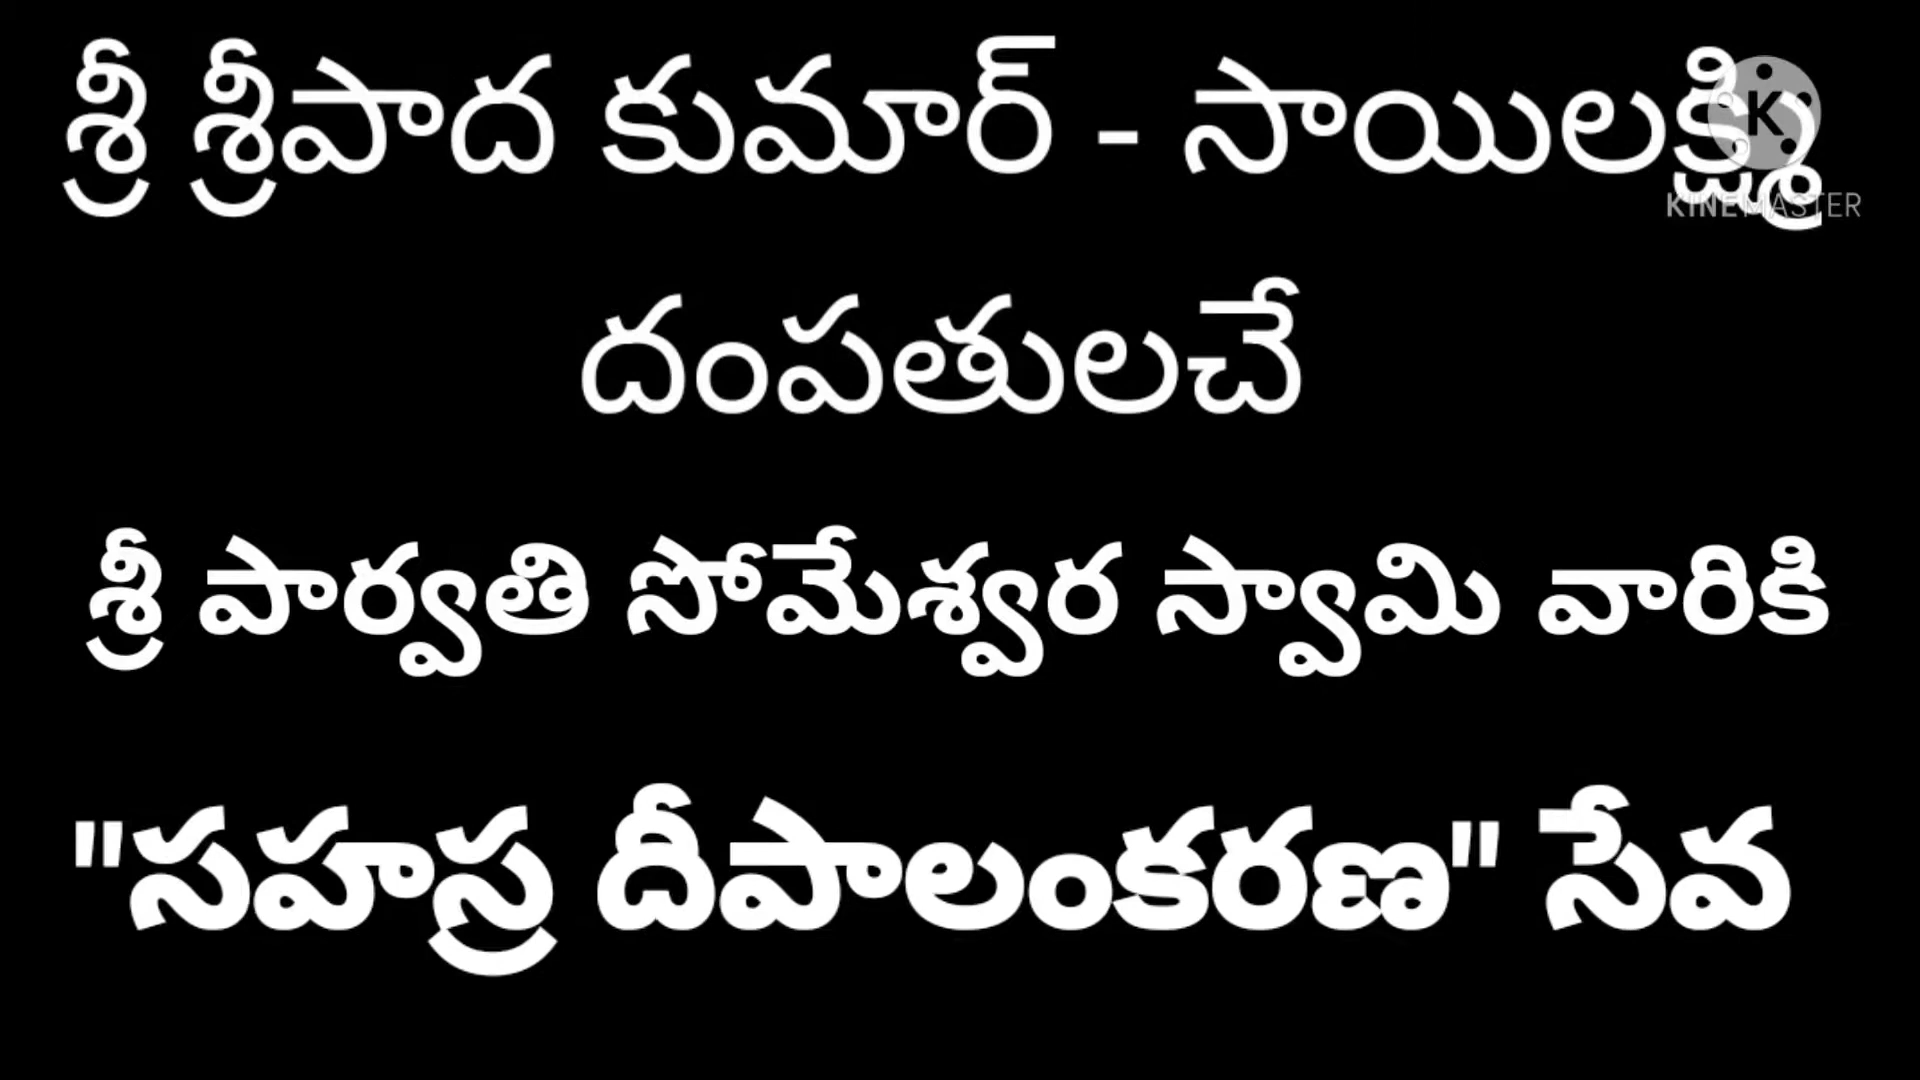 శ్రీ శ్రీపాద కుమార్ - సాయిలక్ష్మి
దంపతులచే
శ్రీ పార్వతి సోమేశ్వర స్వామి వారికి
"సహస్ర దీపాలంకరణ" సేవ
K
KINEMASTER